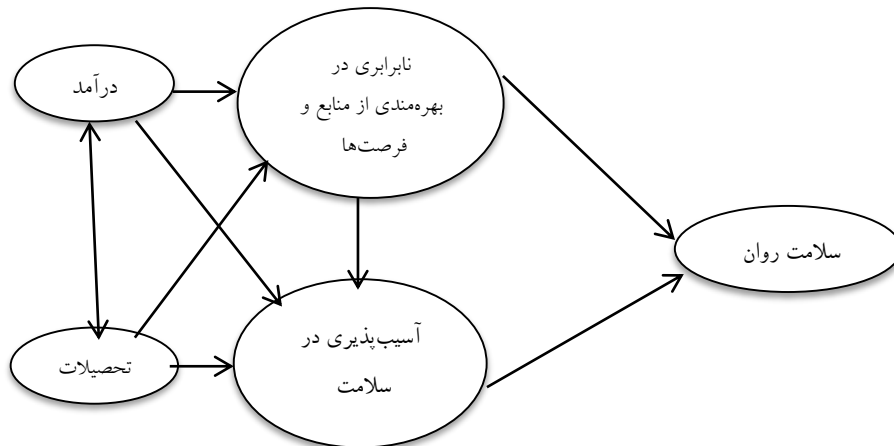 درآمد
نابرابری در
بهره‌مندی از منابع و
فرصت‌ها
سلامت روان
آسیب‌پذیری در
سلامت
تحصیلات